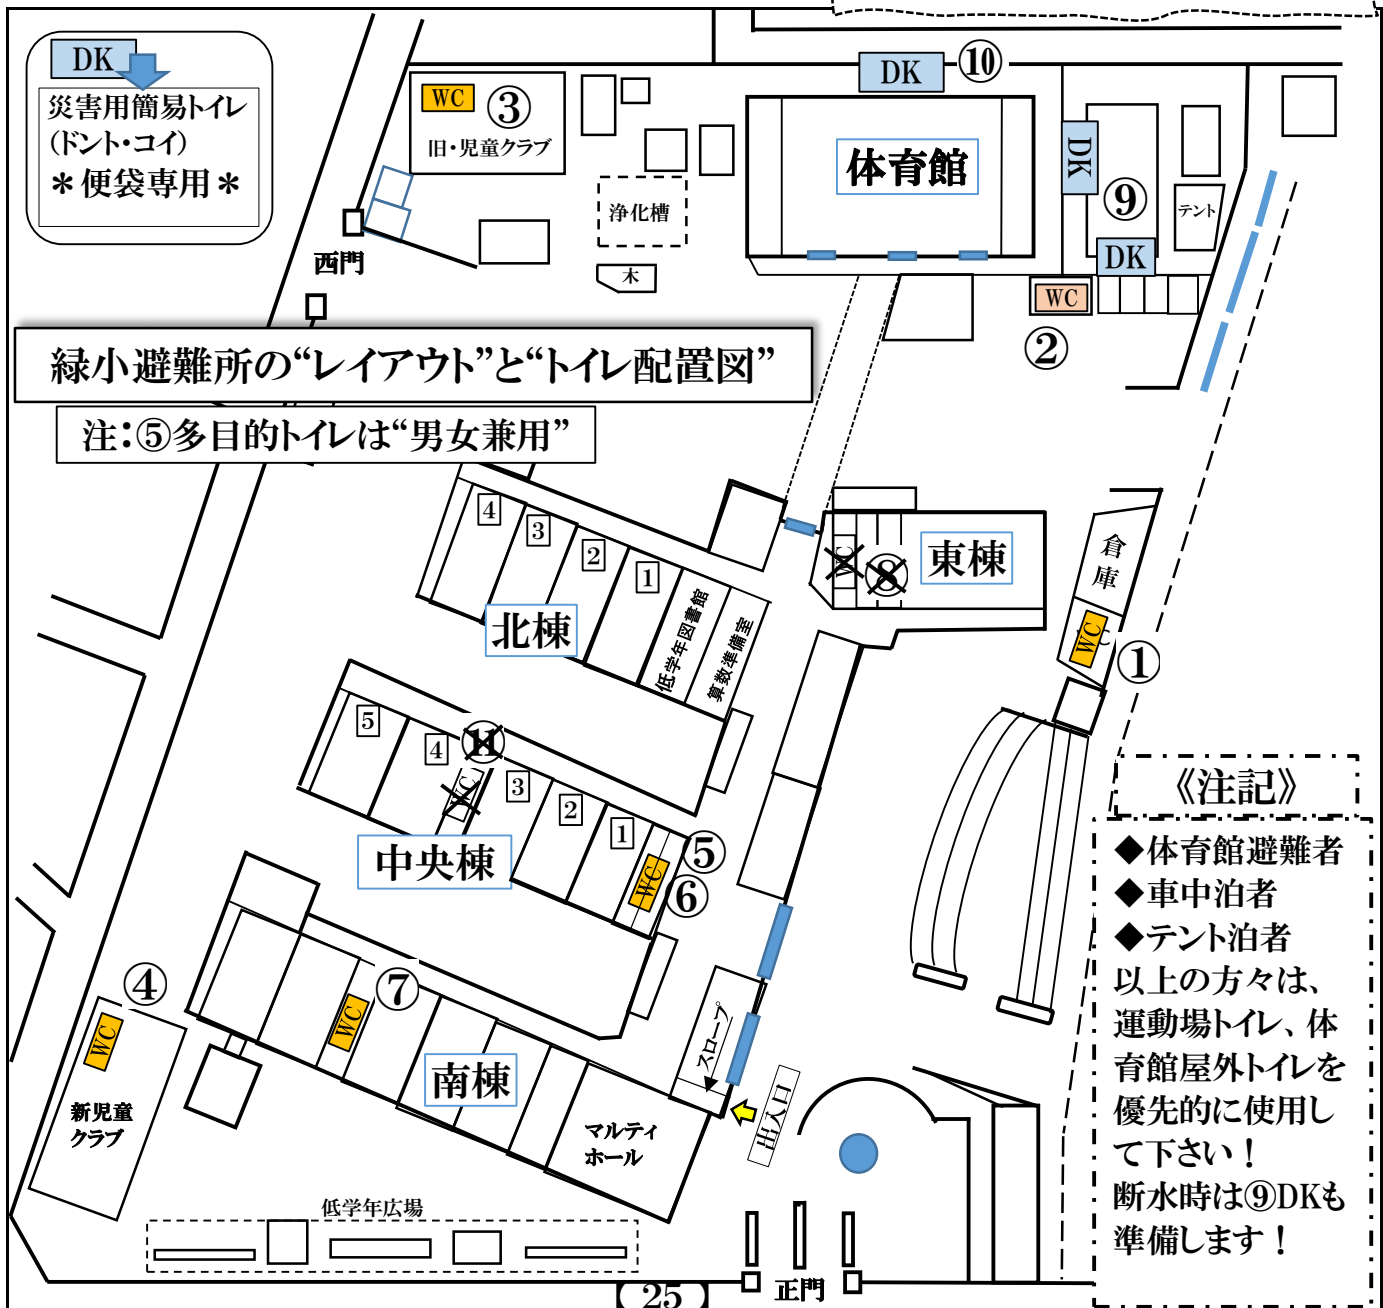 DK
災害用簡易トイレ
(ドント・コイ)
＊便袋専用＊
WC
③
旧・児童クラブ
西門
浄化槽
木
DK
⑩
体育館
DK
⑨
テント
DK
WC
②
緑小避難所の“レイアウト”と“トイレ配置図”
注：⑤多目的トイレは“男女兼用”
4
3
2
1
北棟
低学年図書館
算数準備室
WC
⑧
東棟
倉庫
WC
①
5
4
⑪
WC
3
2
1
中央棟
WC
⑤
⑥
④
WC
新児童
クラブ
WC
⑦
南棟
マルティ
ホール
スロープ
出入口
低学年広場
正門
《注記》
◆体育館避難者
◆車中泊者
◆テント泊者
以上の方々は、
運動場トイレ、体
育館屋外トイレを
優先的に使用し
て下さい！
断水時は⑨DKも
準備します！
【25】